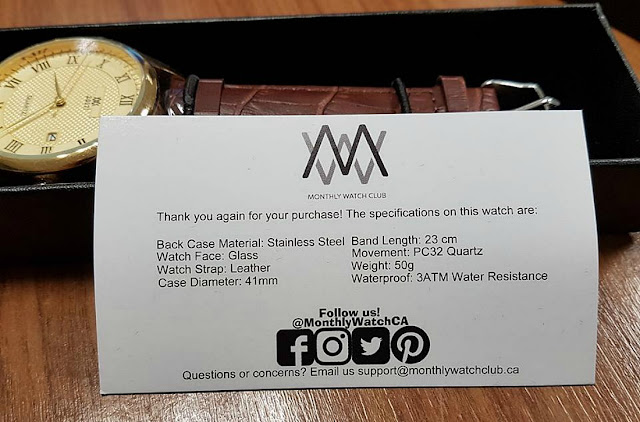 MONTHLY WATCH CLUB
Thank you again for your purchase! The specifications on this watch are:
Back Case Material: Stainless Steel
Watch Face: Glass
Watch Strap: Leather
Case Diameter: 41mm
Band Length: 23 cm
Movement: PC32 Quartz
Weight: 50g
Waterproof: 3ATM Water Resistance
Follow us!
@MonthlyWatchCA
Questions or concerns? Email us support@monthlywatchclub.ca